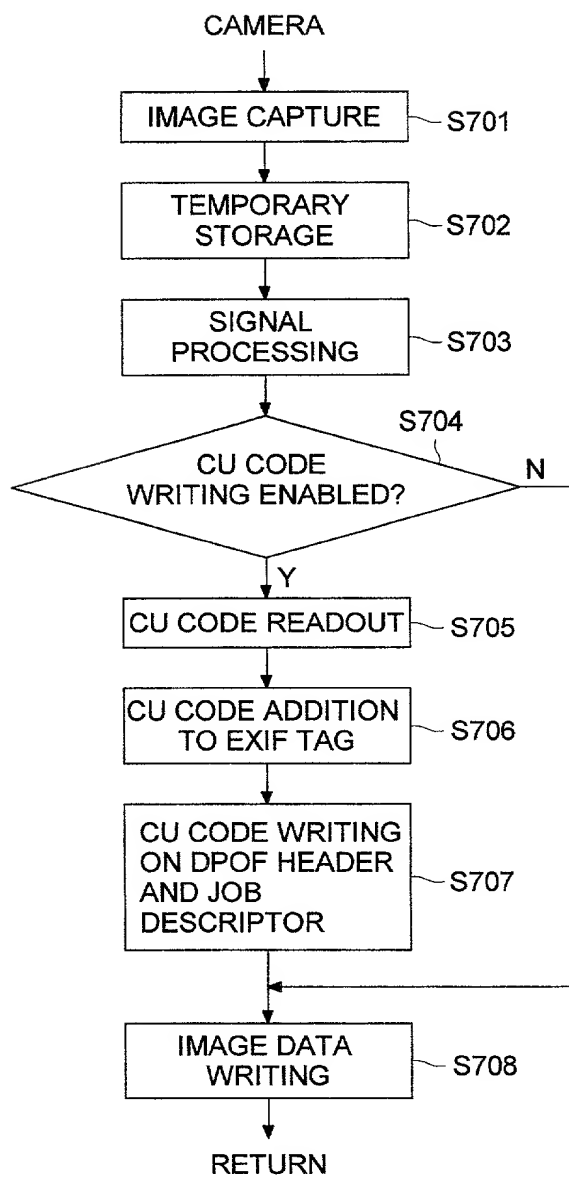 CAMERA
IMAGE CAPTURE
S701
TEMPORARY
STORAGE
S702
SIGNAL
PROCESSING
S703
S704
CU CODE
WRITING ENABLED?
N
Y
CU CODE READOUT
S705
CU CODE ADDITION
TO EXIF TAG
S706
CU CODE WRITING
ON DPOF HEADER
AND JOB
DESCRIPTOR
S707
IMAGE DATA
WRITING
S708
RETURN